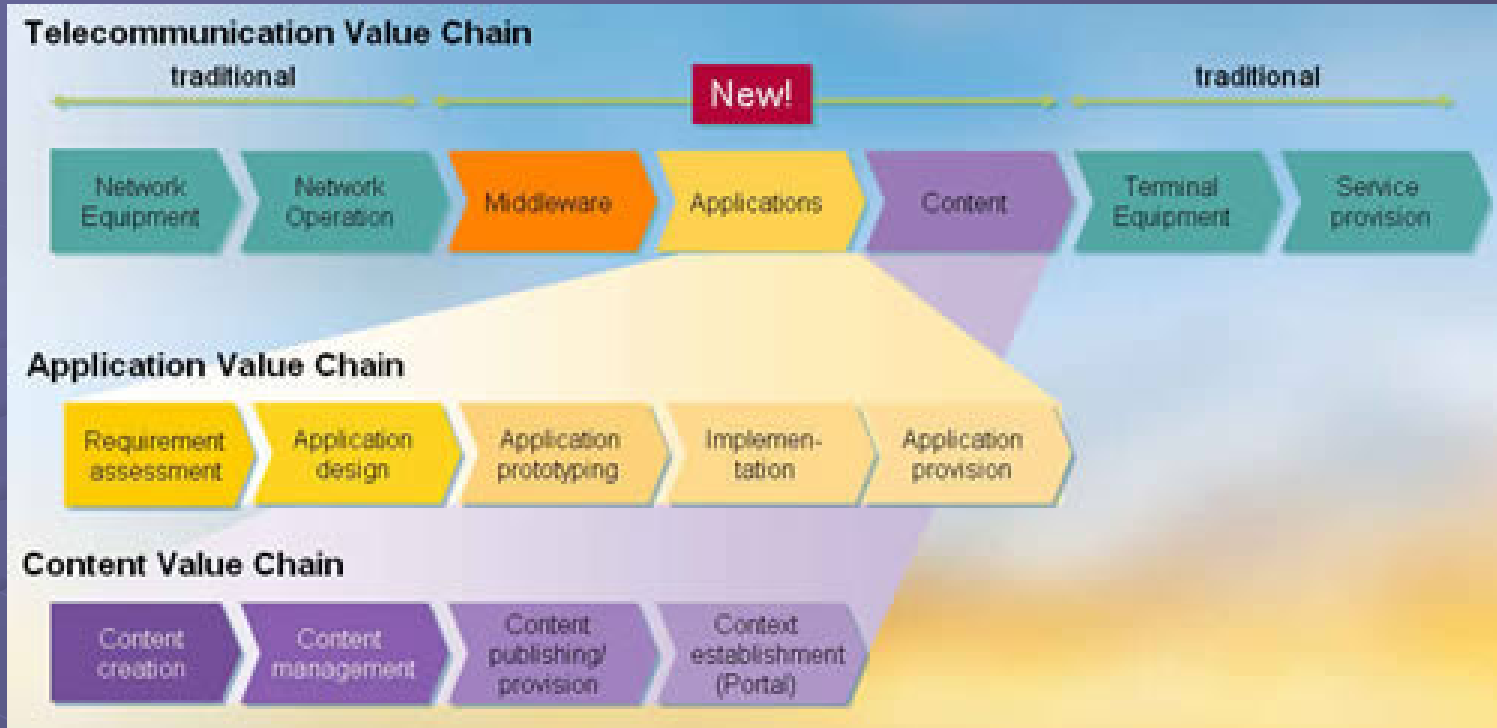 Telecommunication Value Chain
traditional
New!
traditional
Network
Equipment
Network
Operation
Middleware
Applications
Content
Terminal
Equipment
Service
provision
Application Value Chain
Requirement
assessment
Application
design
Application
prototyping
Implemen-
tation
Application
provision
Content Value Chain
Content
creation
Content
management
Content
publishing/
provision
Context
establishment
(Portal)